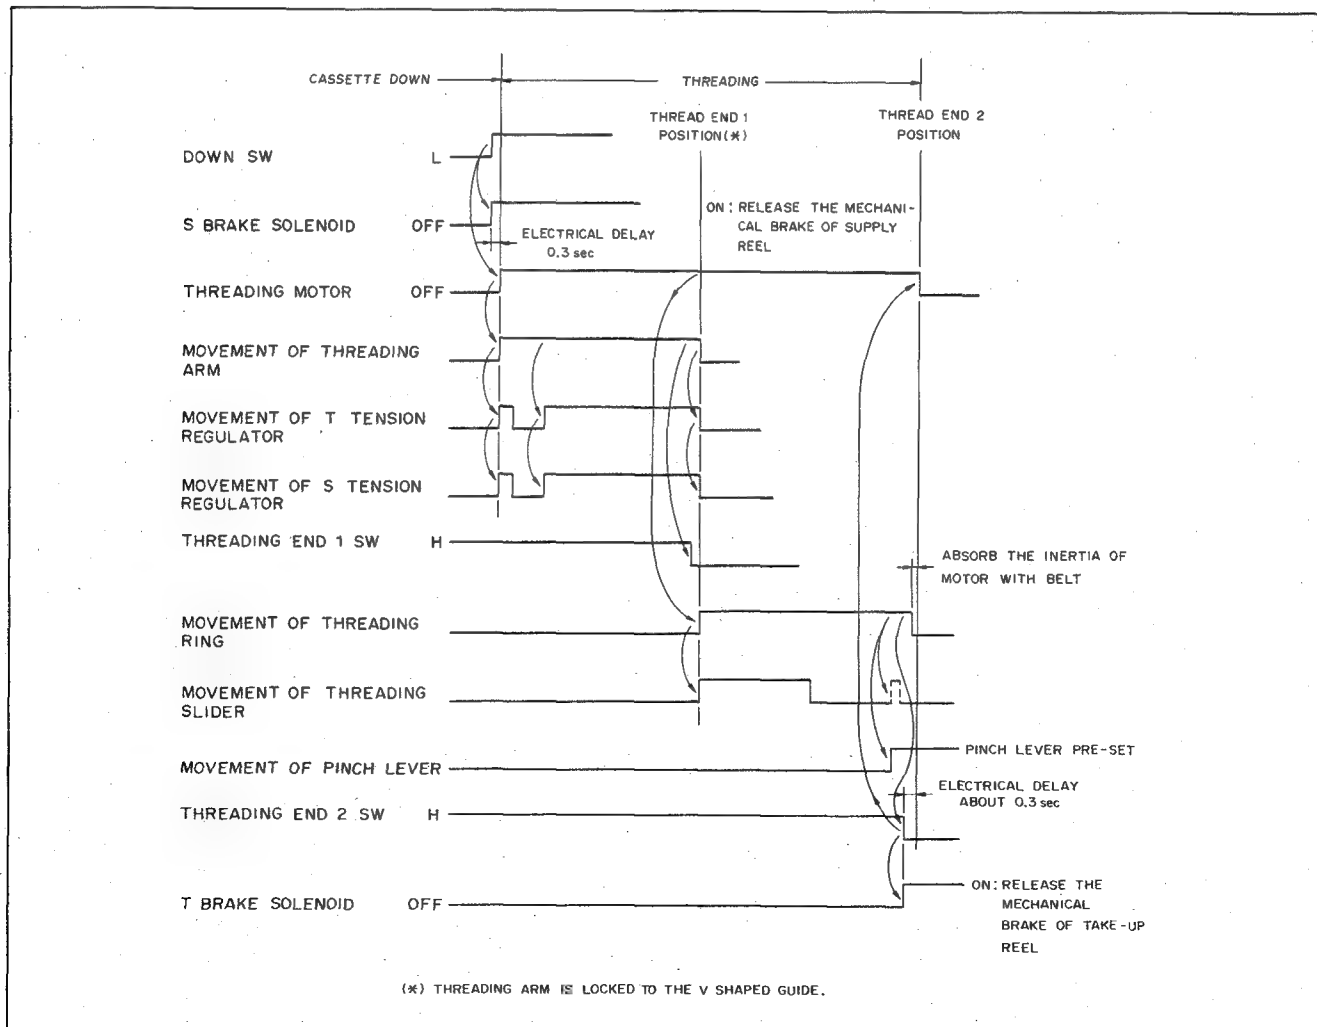 CASSETTE DOWN
THREADING
THREAD END 1
POSITION(*)
THREAD END 2
POSITION
DOWN SW L
S BRAKE SOLENOID OFF
ELECTRICAL DELAY
0.3 sec
ON: RELEASE THE MECHANI-
CAL BRAKE OF SUPPLY
REEL
THREADING MOTOR OFF
MOVEMENT OF THREADING
ARM
MOVEMENT OF T TENSION
REGULATOR
MOVEMENT OF S TENSION
REGULATOR
THREADING END 1 SW H
ABSORB THE INERTIA OF
MOTOR WITH BELT
MOVEMENT OF THREADING
RING
MOVEMENT OF THREADING
SLIDER
MOVEMENT OF PINCH LEVER
PINCH LEVER PRE-SET
ELECTRICAL DELAY
ABOUT 0.3 sec
THREADING END 2 SW H
T BRAKE SOLENOID OFF
ON: RELEASE THE
MECHANICAL
BRAKE OF TAKE-UP
REEL
(*) THREADING ARM IS LOCKED TO THE V SHAPED GUIDE.